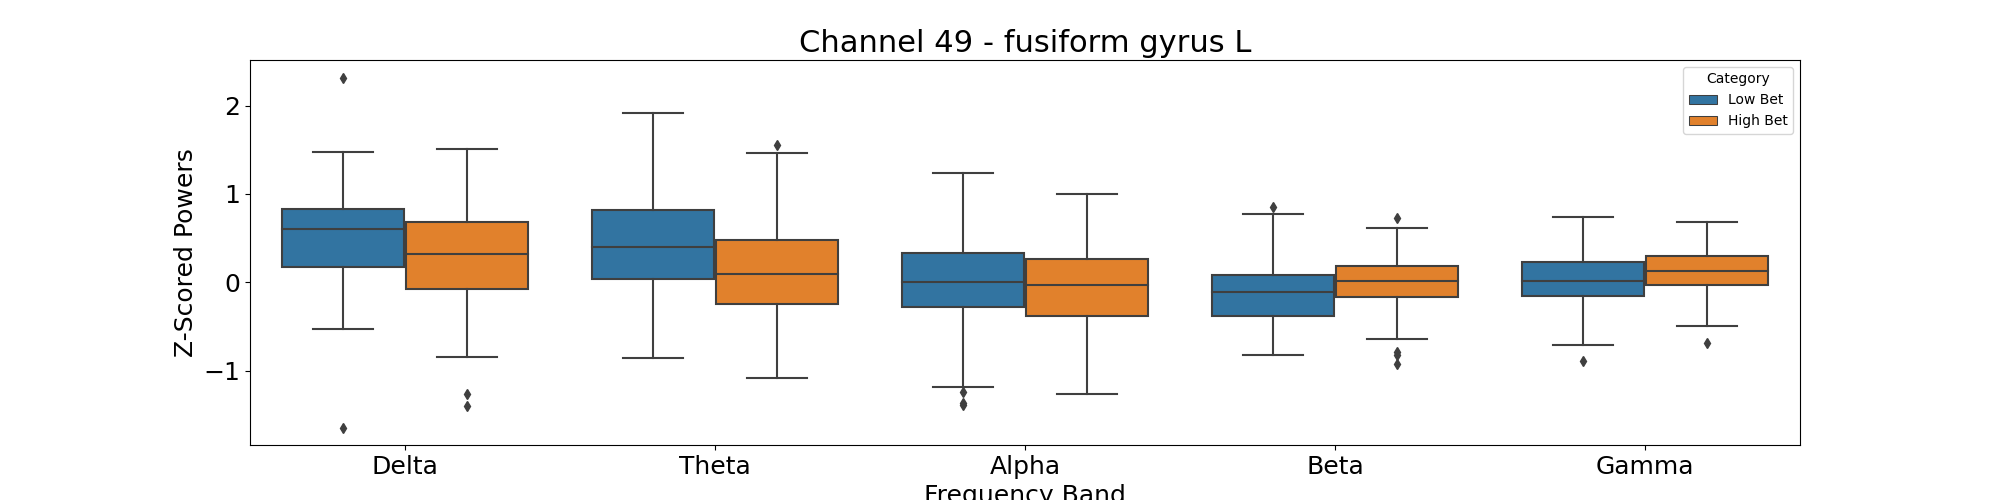 Channel 49 - fusiform gyrus L
Category
Low Bet
High Bet
Z-Scored Powers
2
1
0
−1
Delta Theta Alpha Beta Gamma
Frequency Band